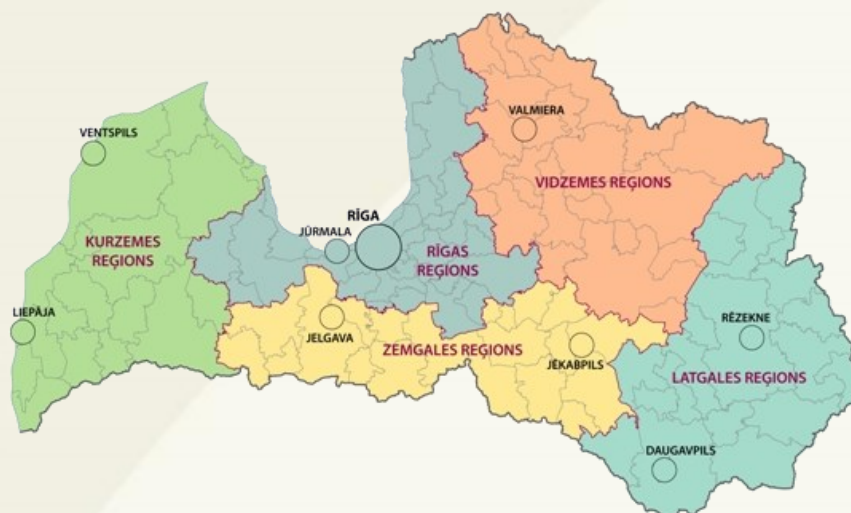 VALMIERA
VENTSPILS
VIDZEMES REĢIONS
RĪGA
JŪRMALA
KURZEMES
REĢIONS
RĪGAS
REĢIONS
LIEPĀJA
JELGAVA
RĒZEKNE
ZEMGALES REĢIONS
JĒKABPILS
LATGALES REĢIONS
DAUGAVPILS